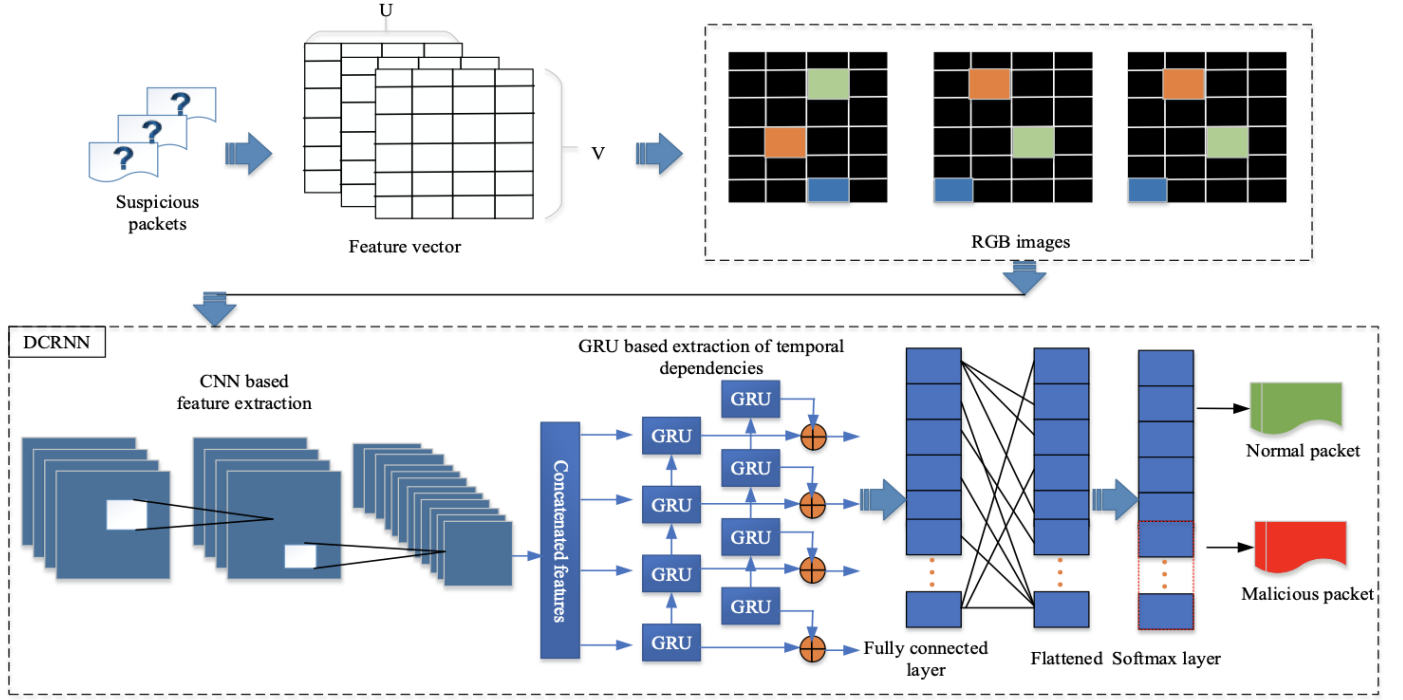 U
?
?
?
V
Suspicious
packets
Feature vector
RGB images
DCRNN
CNN based
feature extraction
GRU based extraction of temporal
dependencies
Concatenated features
GRU
GRU
GRU
GRU
GRU
GRU
GRU
GRU
Fully connected
layer
Flattened
Softmax layer
Normal packet
Malicious packet